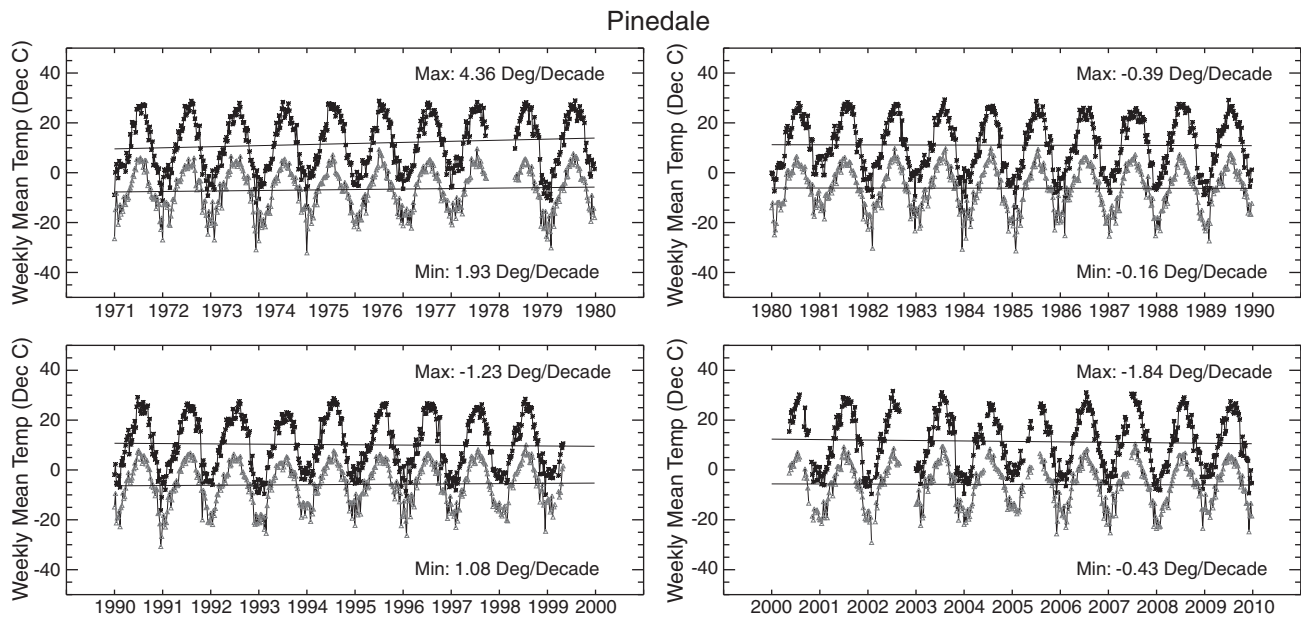 Pinedale
Weekly Mean Temp (Dec C)
40
20
0
-20
-40
Max: 4.36 Deg/Decade
Min: 1.93 Deg/Decade
1971 1972 1973 1974 1975 1976 1977 1978 1979 1980
Weekly Mean Temp (Dec C)
40
20
0
-20
-40
Max: -0.39 Deg/Decade
Min: -0.16 Deg/Decade
1980 1981 1982 1983 1984 1985 1986 1987 1988 1989 1990
Weekly Mean Temp (Dec C)
40
20
0
-20
-40
Max: -1.23 Deg/Decade
Min: 1.08 Deg/Decade
1990 1991 1992 1993 1994 1995 1996 1997 1998 1999 2000
Weekly Mean Temp (Dec C)
40
20
0
-20
-40
Max: -1.84 Deg/Decade
Min: -0.43 Deg/Decade
2000 2001 2002 2003 2004 2005 2006 2007 2008 2009 2010